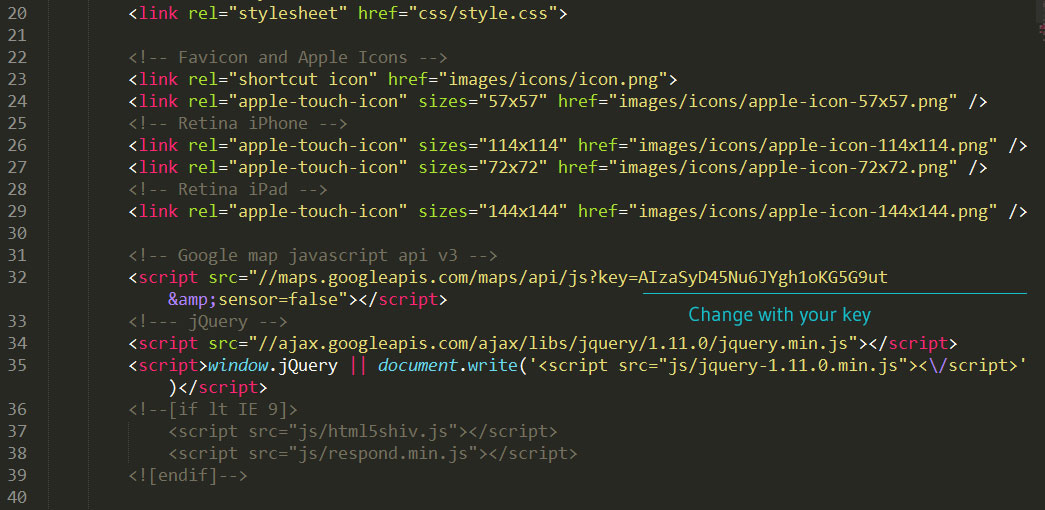 20 <link rel="stylesheet" href="css/style.css">
21
22 <!-- Favicon and Apple Icons -->
23 <link rel="shortcut icon" href="images/icons/icon.png">
24 <link rel="apple-touch-icon" sizes="57x57" href="images/icons/apple-icon-57x57.png" />
25 <!-- Retina iPhone -->
26 <link rel="apple-touch-icon" sizes="114x114" href="images/icons/apple-icon-114x114.png" />
27 <link rel="apple-touch-icon" sizes="72x72" href="images/icons/apple-icon-72x72.png" />
28 <!-- Retina iPad -->
29 <link rel="apple-touch-icon" sizes="144x144" href="images/icons/apple-icon-144x144.png" />
30
31 <!-- Google map javascript api v3 -->
32 <script src="//maps.googleapis.com/maps/api/js?key=AIzaSyD45Nu6JYgh1oKG5G9ut
&amp;sensor=false"></script>
Change with your key
33 <!--- jQuery -->
34 <script src="//ajax.googleapis.com/ajax/libs/jquery/1.11.0/jquery.min.js"></script>
35 <script>window.jQuery || document.write('<script src="js/jquery-1.11.0.min.js"><\/script>'
)</script>
36 <!--[if lt IE 9]>
37 <script src="js/html5shiv.js"></script>
38 <script src="js/respond.min.js"></script>
39 <![endif]-->
40